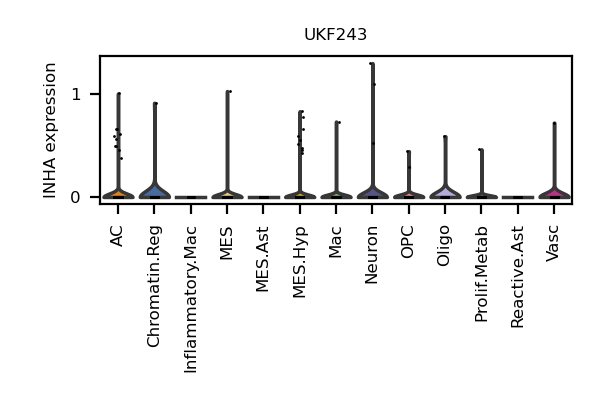 UKF243
INHA expression
1
0
AC
Chromatin.Reg
Inflammatory.Mac
MES
MES.Ast
MES.Hyp
Mac
Neuron
OPC
Oligo
Prolif.Metab
Reactive.Ast
Vasc